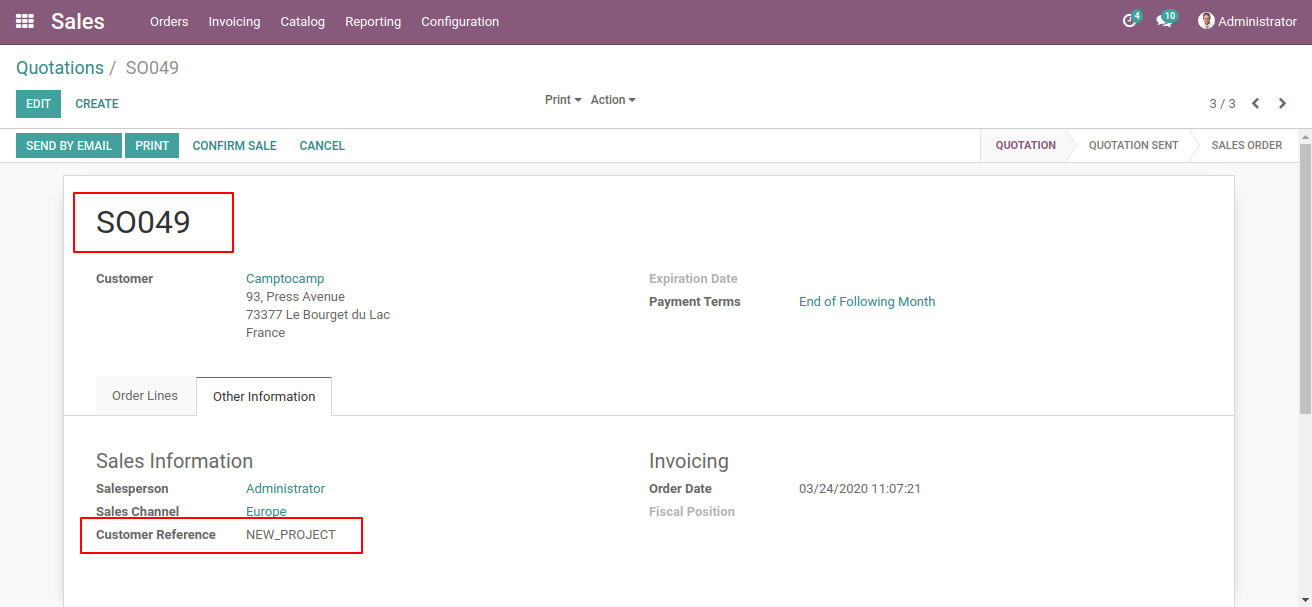 Sales Orders Invoicing Catalog Reporting Configuration 4 10 Administrator
Quotations / SO049
EDIT CREATE Print Action 3 / 3
SEND BY EMAIL PRINT CONFIRM SALE CANCEL QUOTATION QUOTATION SENT SALES ORDER
SO049
Customer Camptocamp Expiration Date
93, Press Avenue Payment Terms End of Following Month
73377 Le Bourget du Lac
France
Order Lines Other Information
Sales Information Invoicing
Salesperson Administrator Order Date 03/24/2020 11:07:21
Sales Channel Europe Fiscal Position
Customer Reference NEW_PROJECT